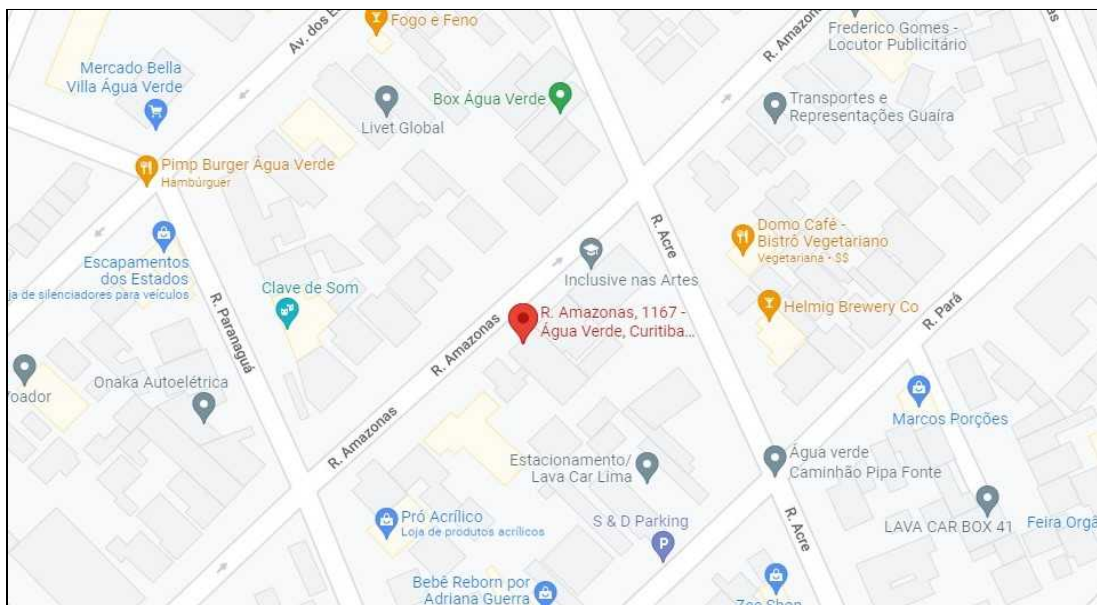 Av. dos E
Fogo e Feno
R. Amazon
Frederico Gomes -
Locutor Publicitário
Mercado Bella
Villa Água Verde
Livet Global
Box Água Verde
Transportes e
Representações Guaíra
Pimp Burger Água Verde
Hambúrguer
R. Acre
Domo Café -
Bistrô Vegetariano
Vegetariana - $$
Escapamentos
dos Estados
ja de silenciadores para veículos
Clave de Som
Inclusive nas Artes
R. Paranaguá
R. Amazonas, 1167 -
Água Verde, Curitiba...
Helmig Brewery Co
R. Pará
R. Amazonas
Voador
Onaka Autoelétrica
R. Amazonas
Marcos Porções
Estacionamento/
Lava Car Lima
Água verde
Caminhão Pipa Fonte
Pró Acrílico
Loja de produtos acrílicos
S & D Parking
P
R. Acre
LAVA CAR BOX 41
Feira Orgâ
Bebê Reborn por
Adriana Guerra